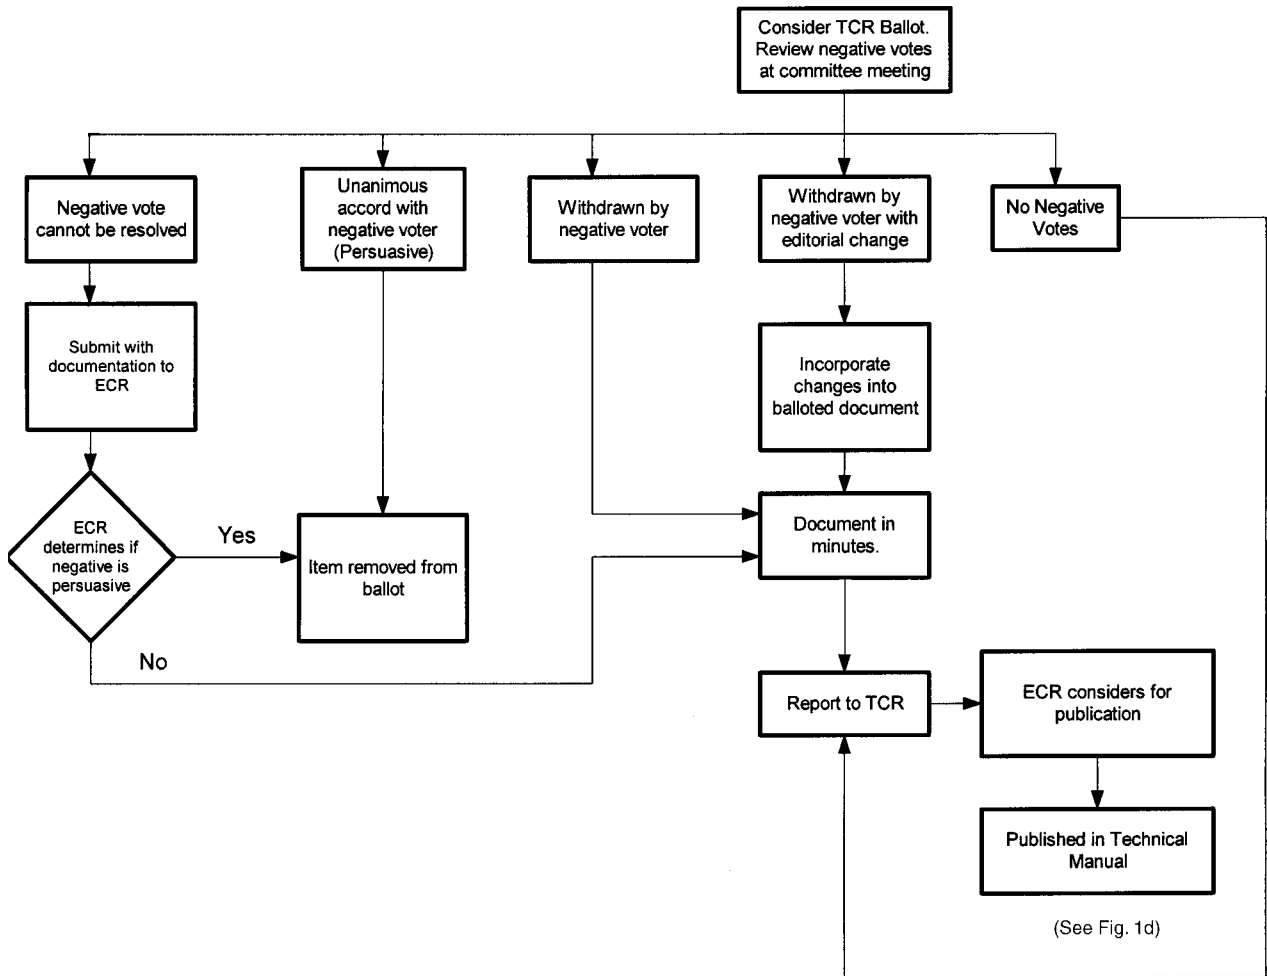 Consider TCR Ballot.
Review negative votes
at committee meeting
Negative vote
cannot be resolved
Unanimous
accord with
negative voter
(Persuasive)
Withdrawn by
negative voter
Withdrawn by
negative voter with
editorial change
No Negative
Votes
Submit with
documentation to
ECR
Incorporate
changes into
balloted document
ECR
determines if
negative is
persuasive
Yes
Item removed from
ballot
Document in
minutes.
No
Report to TCR
ECR considers for
publication
Published in Technical
Manual
(See Fig. 1d)